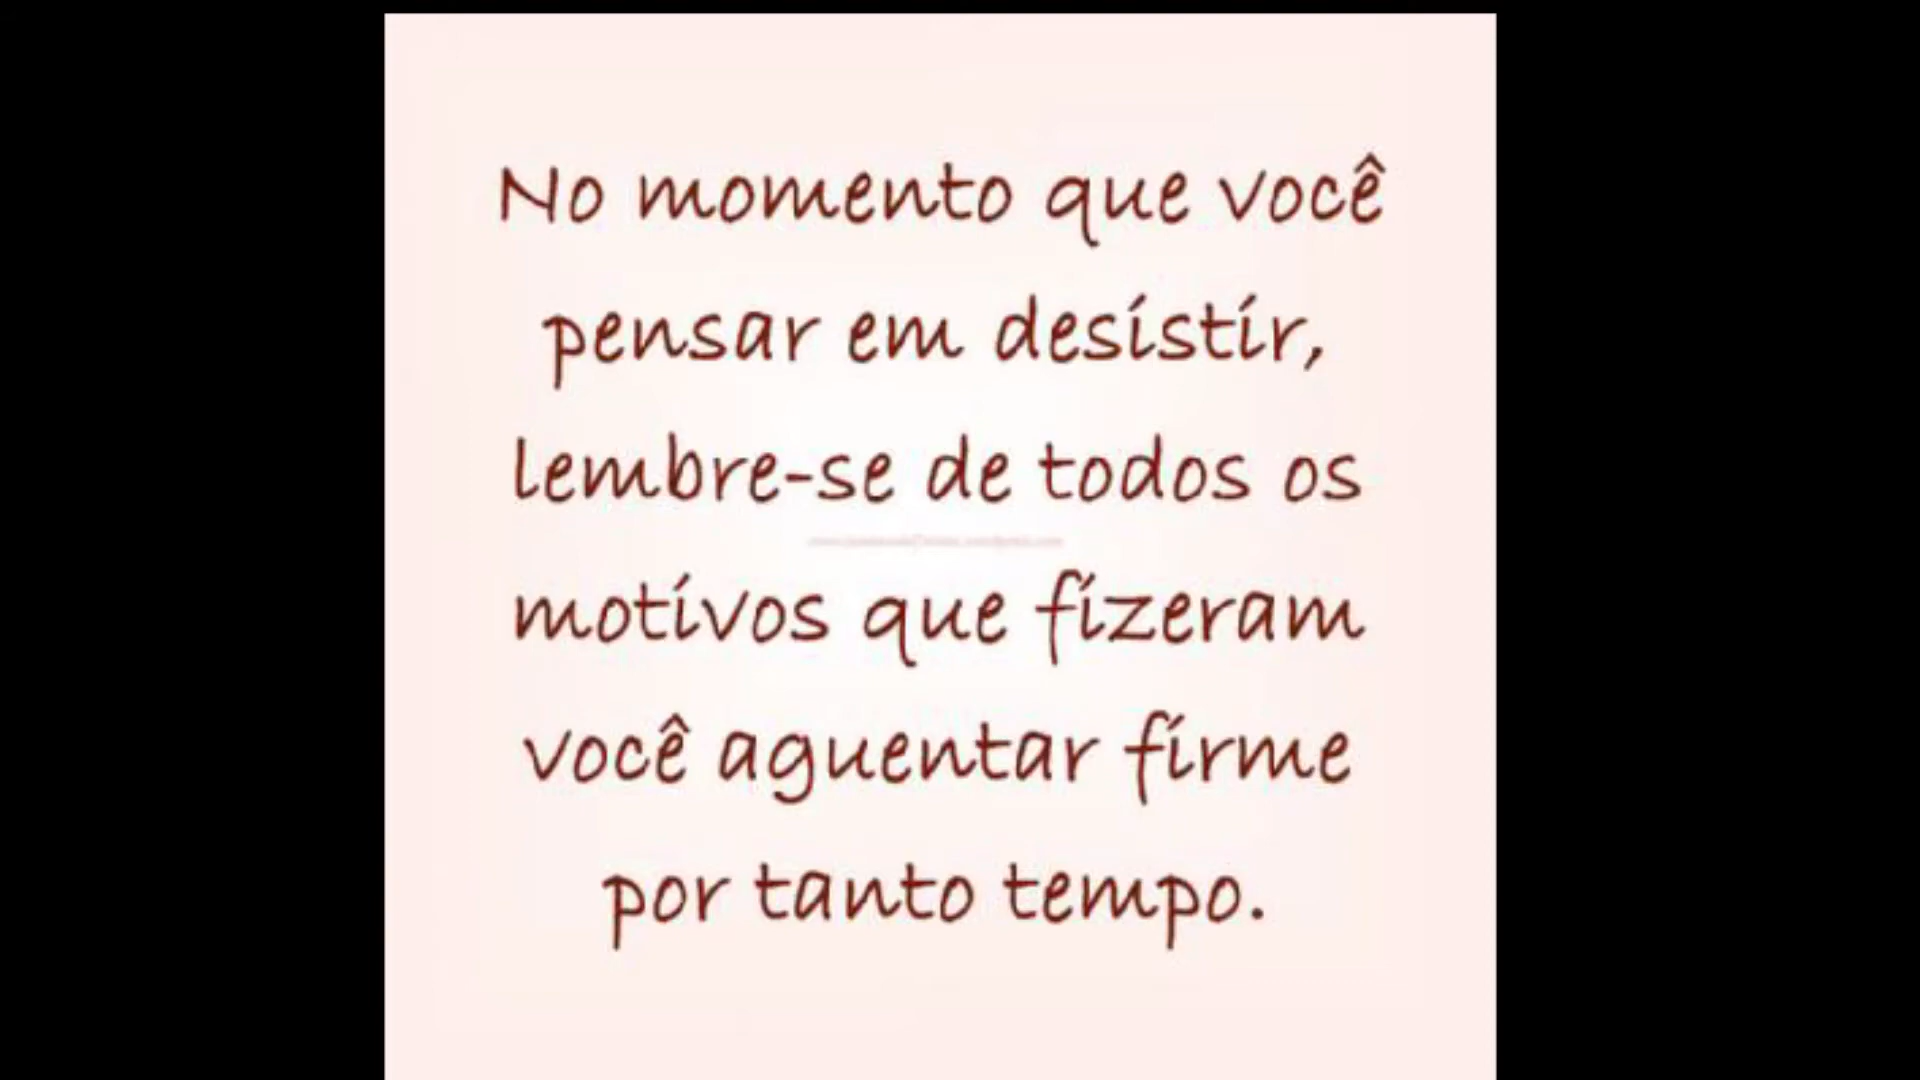 No momento que você
pensar em desistir,
lembre-se de todos os
motivos que fizeram
você aguentar firme
por tanto tempo.